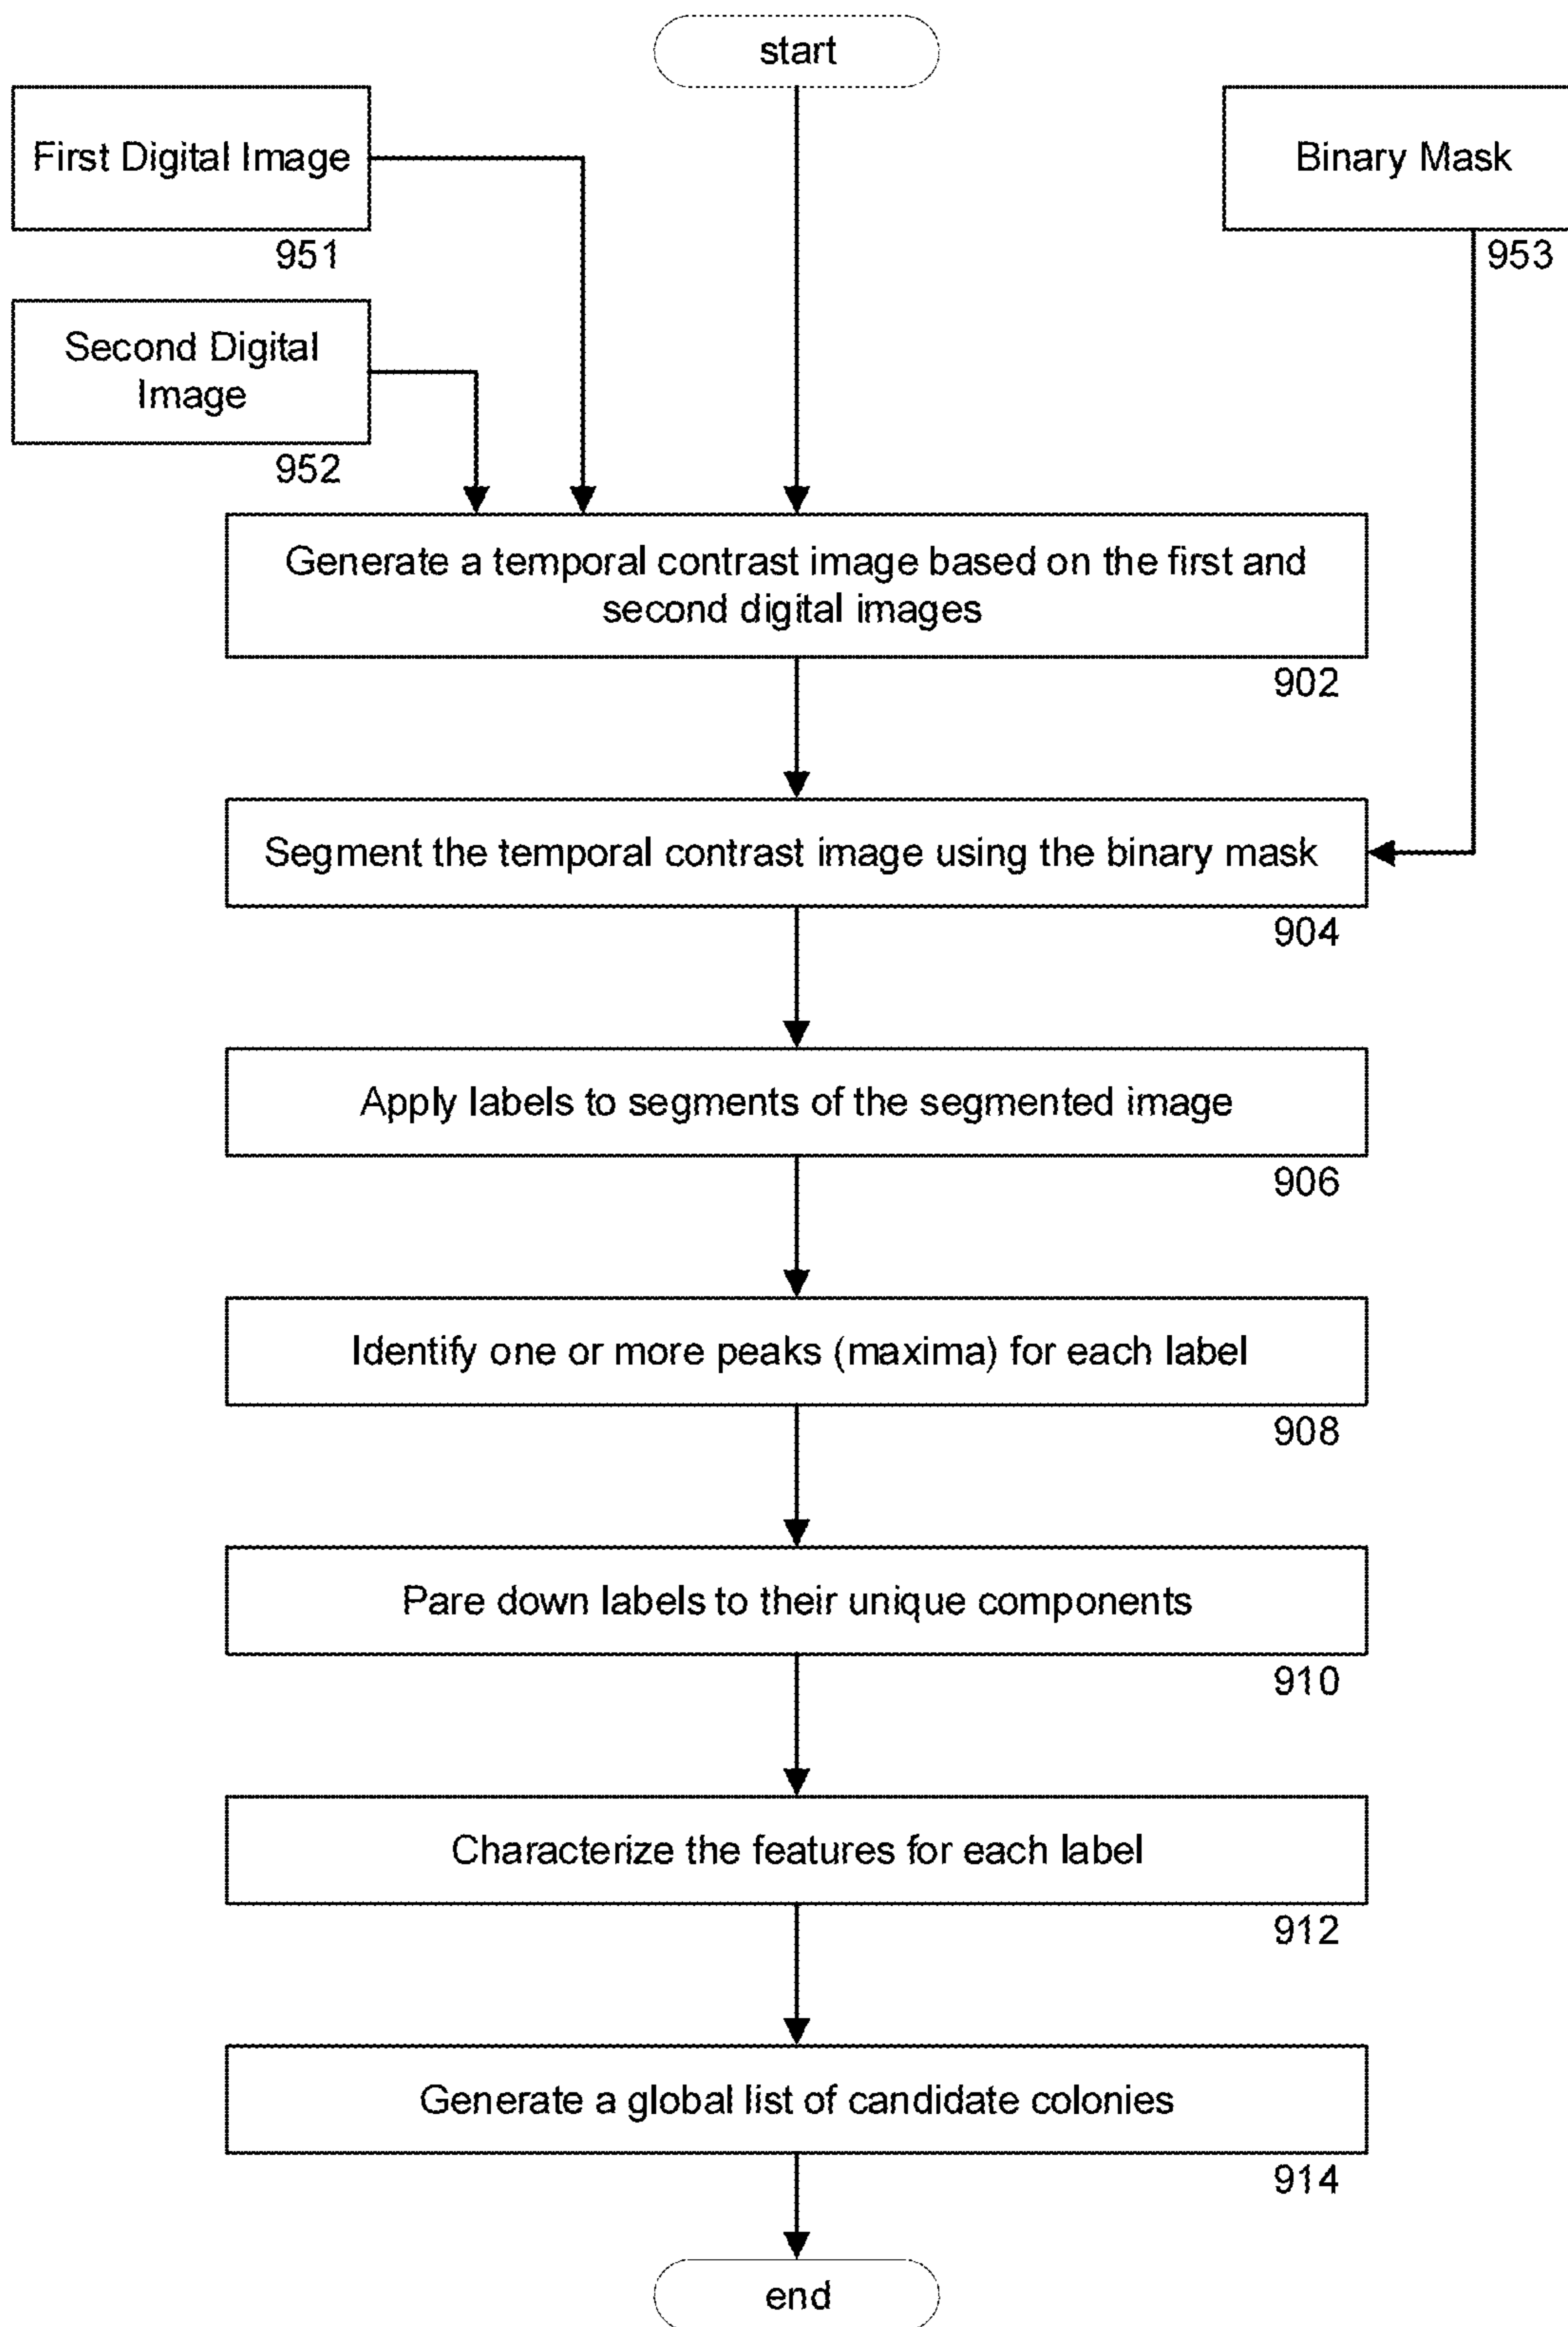 start
First Digital Image
951
Binary Mask
953
Second Digital
Image
952
Generate a temporal contrast image based on the first and
second digital images
902
Segment the temporal contrast image using the binary mask
904
Apply labels to segments of the segmented image
906
Identify one or more peaks (maxima) for each label
908
Pare down labels to their unique components
910
Characterize the features for each label
912
Generate a global list of candidate colonies
914
end